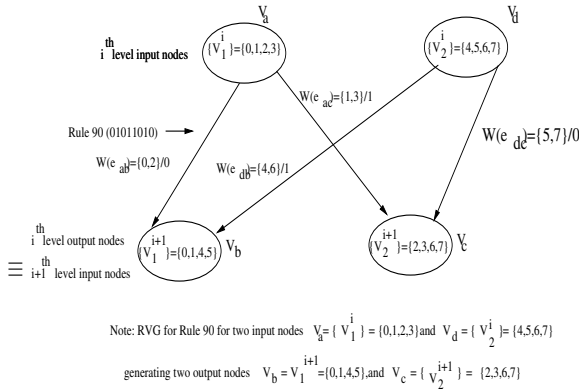 V_a
V_d
i^th level input nodes
{V_1^i}={0,1,2,3}
{V_2^i}={4,5,6,7}
W(e_ac)={1,3}/1
Rule 90 (01011010)
W(e_dc)={5,7}/0
W(e_ab)={0,2}/0
W(e_db)={4,6}/1
i^th level output nodes
≡ i+1^th level input nodes
{V_1^i+1}={0,1,4,5}
V_b
{V_2^i+1}={2,3,6,7}
V_c
Note: RVG for Rule 90 for two input nodes V_a={ V_1^i } = {0,1,2,3} and V_d = { V_2^i } = {4,5,6,7}
generating two output nodes V_b = V_1^i+1 ={0,1,4,5},and V_c = { V_2^i+1 } = {2,3,6,7}